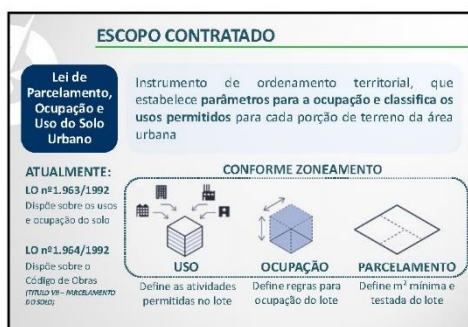 ESCOPO CONTRATADO
Lei de
Parcelamento,
Ocupação e
Uso do Solo
Urbano
Instrumento de ordenamento territorial, que
estabelece parâmetros para a ocupação e classifica os
usos permitidos para cada porção de terreno da área
urbana
ATUALMENTE:
LO nº1.963/1992
Dispõe sobre os usos
e ocupação do solo
LO nº1.964/1992
Dispõe sobre o
Código de Obras
(TITULO VII – PARCELAMENTO
DO SOLO)
CONFORME ZONEAMENTO
USO
Define as atividades
permitidas no lote
OCUPAÇÃO
Define regras para
ocupação do lote
PARCELAMENTO
Define m² mínima e
testada do lote